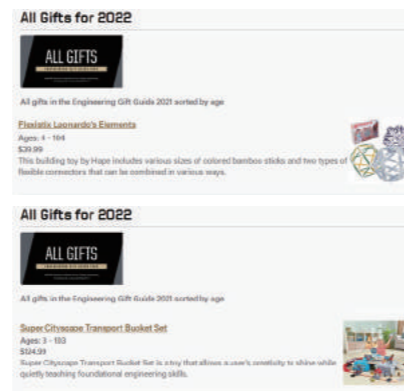 All Gifts for 2022
ALL GIFTS
All gifts in the Engineering Gift Guide 2021 sorted by age
Flexistix Leonardo's Elements
Ages: 4 - 104
$39.99
This building toy by Hape includes various sizes of colored bamboo sticks and two types of
flexible connectors that can be combined in various ways.
All Gifts for 2022
ALL GIFTS
All gifts in the Engineering Gift Guide 2021 sorted by age
Super Cityscape Transport Bucket Set
Ages: 3 - 103
$124.99
Super Cityscape Transport Bucket Set is a toy that allows a user's creativity to shine while
quietly teaching foundational engineering skills.